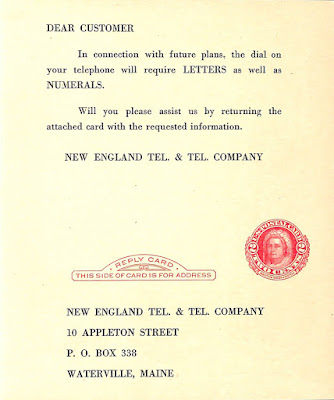 DEAR CUSTOMER
In connection with future plans, the dial on
your telephone will require LETTERS as well as
NUMERALS.
Will you please assist us by returning the
attached card with the requested information.
NEW ENGLAND TEL. & TEL. COMPANY
REPLY CARD
THIS SIDE OF CARD IS FOR ADDRESS
NEW ENGLAND TEL. & TEL. COMPANY
10 APPLETON STREET
P. O. BOX 338
WATERVILLE, MAINE